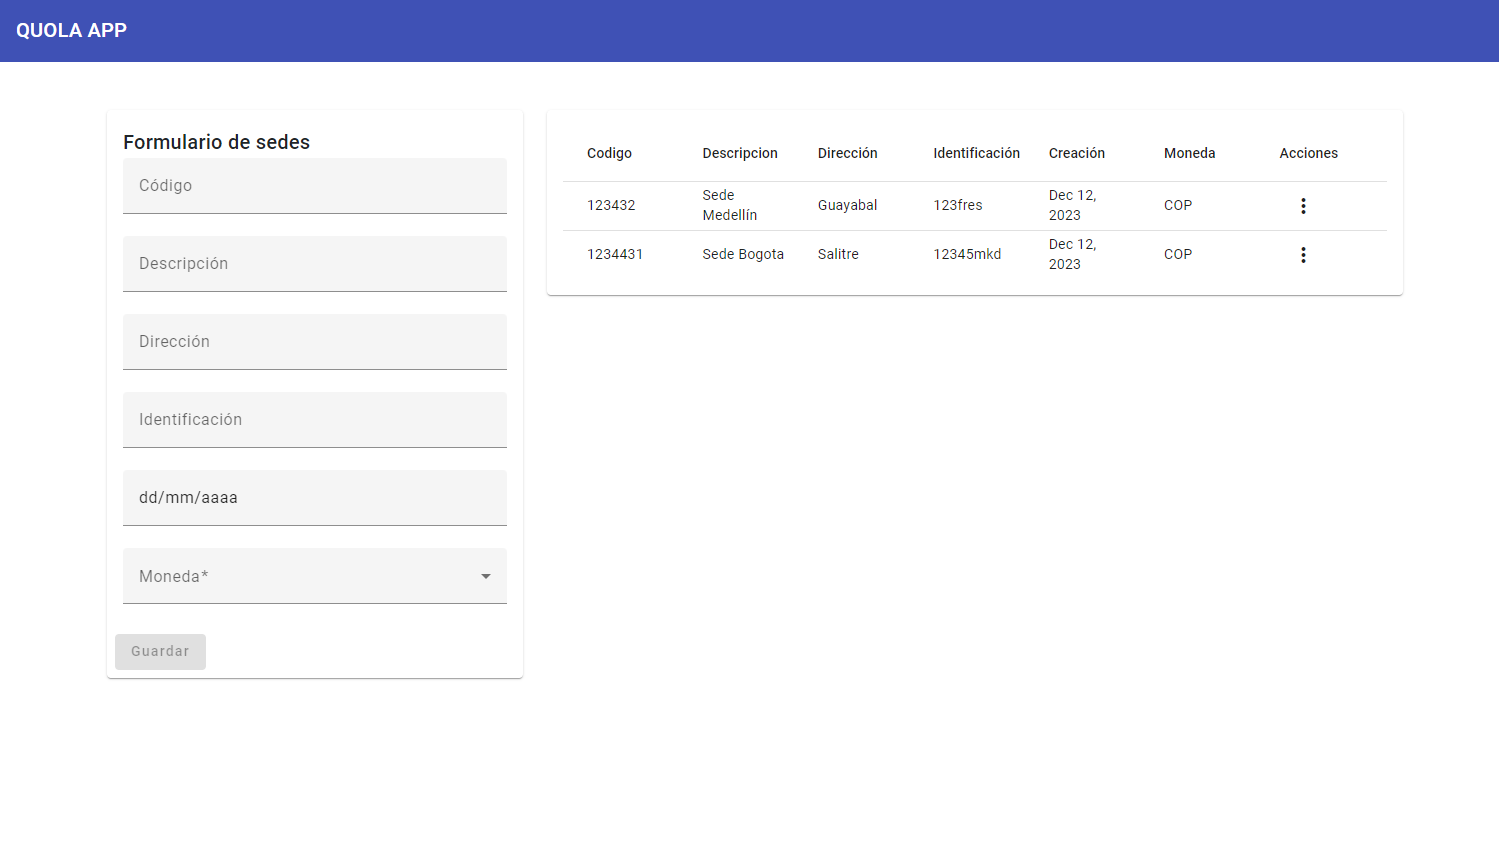 QUOLA APP
Formulario de sedes
Código
Descripción
Dirección
Identificación
dd/mm/aaaa
Moneda*
Guardar
Codigo Descripcion Dirección Identificación Creación Moneda Acciones
123432 Sede Medellín Guayabal 123fres Dec 12, 2023 COP
1234431 Sede Bogota Salitre 12345mkd Dec 12, 2023 COP